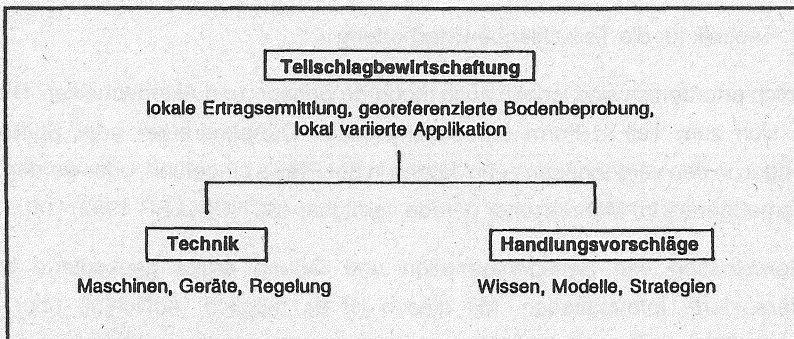 Teilschlagbewirtschaftung
lokale Ertragsermittlung, georeferenzierte Bodenbeprobung,
lokal variierte Applikation
Technik
Maschinen, Geräte, Regelung
Handlungsvorschläge
Wissen, Modelle, Strategien